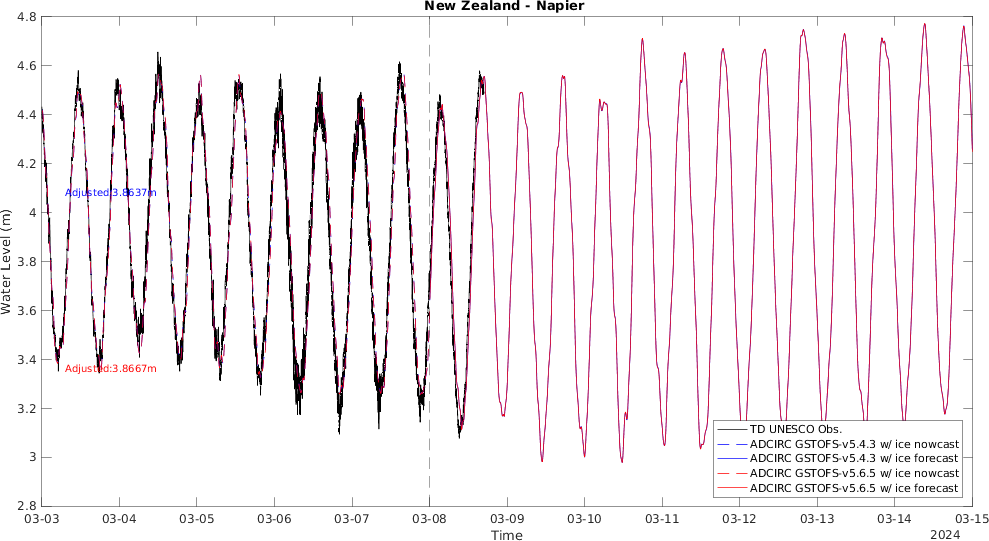 New Zealand - Napier
4.8
4.6
4.4
4.2
4
3.8
3.6
3.4
3.2
3
2.8
Water Level (m)
Adjusted:3.8637m
Adjusted:3.8667m
TD UNESCO Obs.
ADCIRC GSTOFS-v5.4.3 w/ ice nowcast
ADCIRC GSTOFS-v5.4.3 w/ ice forecast
ADCIRC GSTOFS-v5.6.5 w/ ice nowcast
ADCIRC GSTOFS-v5.6.5 w/ ice forecast
03-03 03-04 03-05 03-06 03-07 03-08 03-09 03-10 03-11 03-12 03-13 03-14 03-15
Time
2024